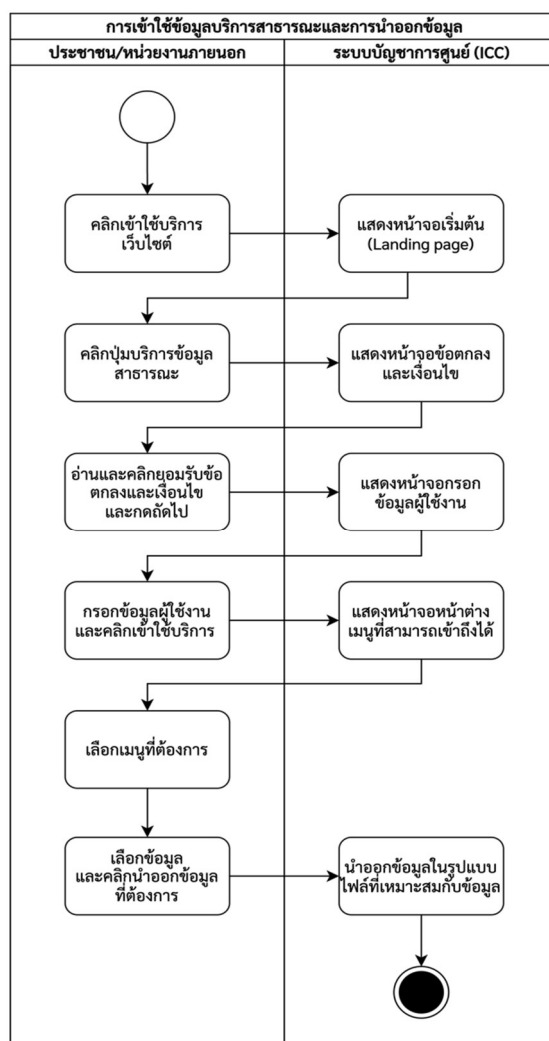 การเข้าใช้ข้อมูลบริการสาธารณะและการนำออกข้อมูล
ประชาชน/หน่วยงานภายนอก
ระบบบัญชาการศูนย์ (ICC)
คลิกเข้าใช้บริการ
เว็บไซต์
แสดงหน้าจอเริ่มต้น
(Landing page)
คลิกปุ่มบริการข้อมูล
สาธารณะ
แสดงหน้าจอข้อตกลง
และเงื่อนไข
อ่านและคลิกยอมรับข้อ
ตกลงและเงื่อนไข
และกดถัดไป
แสดงหน้าจอกรอก
ข้อมูลผู้ใช้งาน
กรอกข้อมูลผู้ใช้งาน
และคลิกเข้าใช้บริการ
แสดงหน้าจอหน้าต่าง
เมนูที่สามารถเข้าถึงได้
เลือกเมนูที่ต้องการ
เลือกข้อมูล
และคลิกนำออกข้อมูล
ที่ต้องการ
นำออกข้อมูลในรูปแบบ
ไฟล์ที่เหมาะสมกับข้อมูล